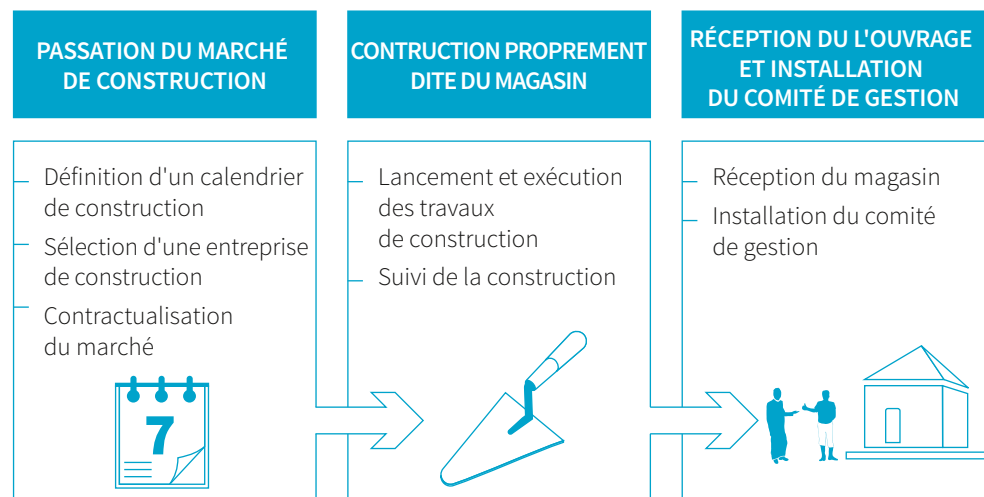 PASSATION DU MARCHÉ
DE CONSTRUCTION
Définition d'un calendrier
de construction
Sélection d'une entreprise
de construction
Contractualisation
du marché
7
CONTRUCTION PROPREMENT
DITE DU MAGASIN
Lancement et exécution
des travaux
de construction
Suivi de la construction
RÉCEPTION DU L'OUVRAGE
ET INSTALLATION
DU COMITÉ DE GESTION
Réception du magasin
Installation du comité
de gestion